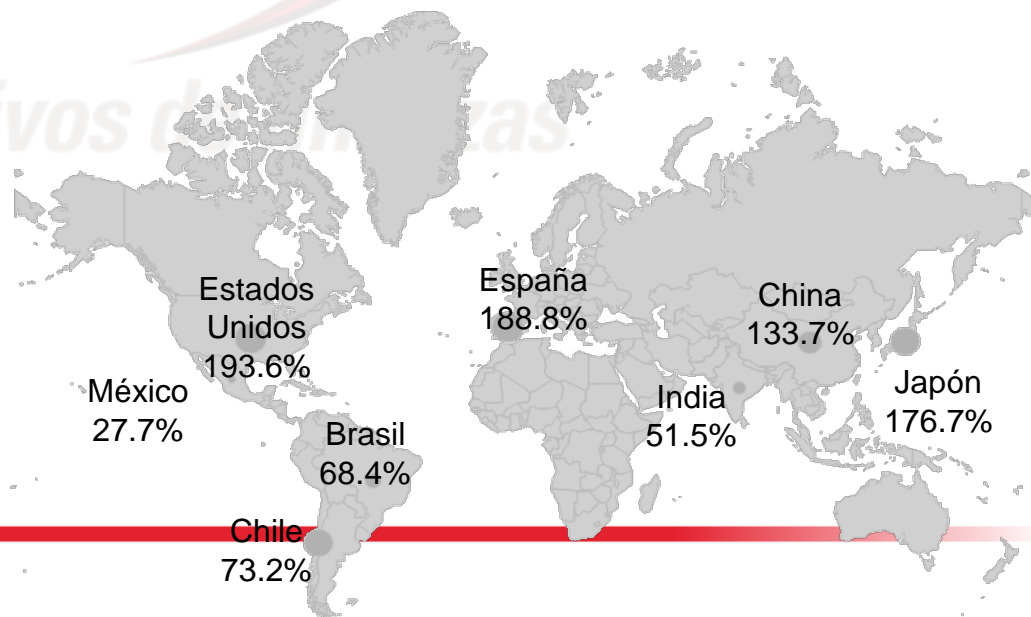 Estados
Unidos
193.6%
España
188.8%
China
133.7%
México
27.7%
Brasil
68.4%
India
51.5%
Japón
176.7%
Chile
73.2%